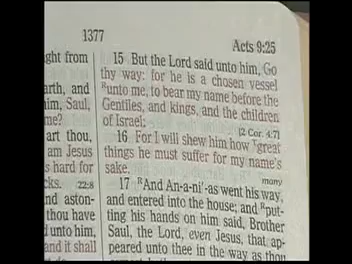 1377
Acts 9:25
ght from
arth, and
im, Saul,
me?
art thou,
am Jesus
s hard for
cks. 22:8
nd aston-
thou have
d unto him,
and it shall
15 But the Lord said unto him, Go
thy way: for he is a chosen vessel
R unto me, to bear my name before the
Gentiles, and kings, and the children
of Israel:
[2 Cor. 4:7]
16 For I will shew him how T great
things he must suffer for my name's
sake.
many
17 R And An-a-ni'-as went his way,
and entered into the house; and R put-
ting his hands on him said, Brother
Saul, the Lord, even Jesus, that ap-
peared unto thee in the way as thou